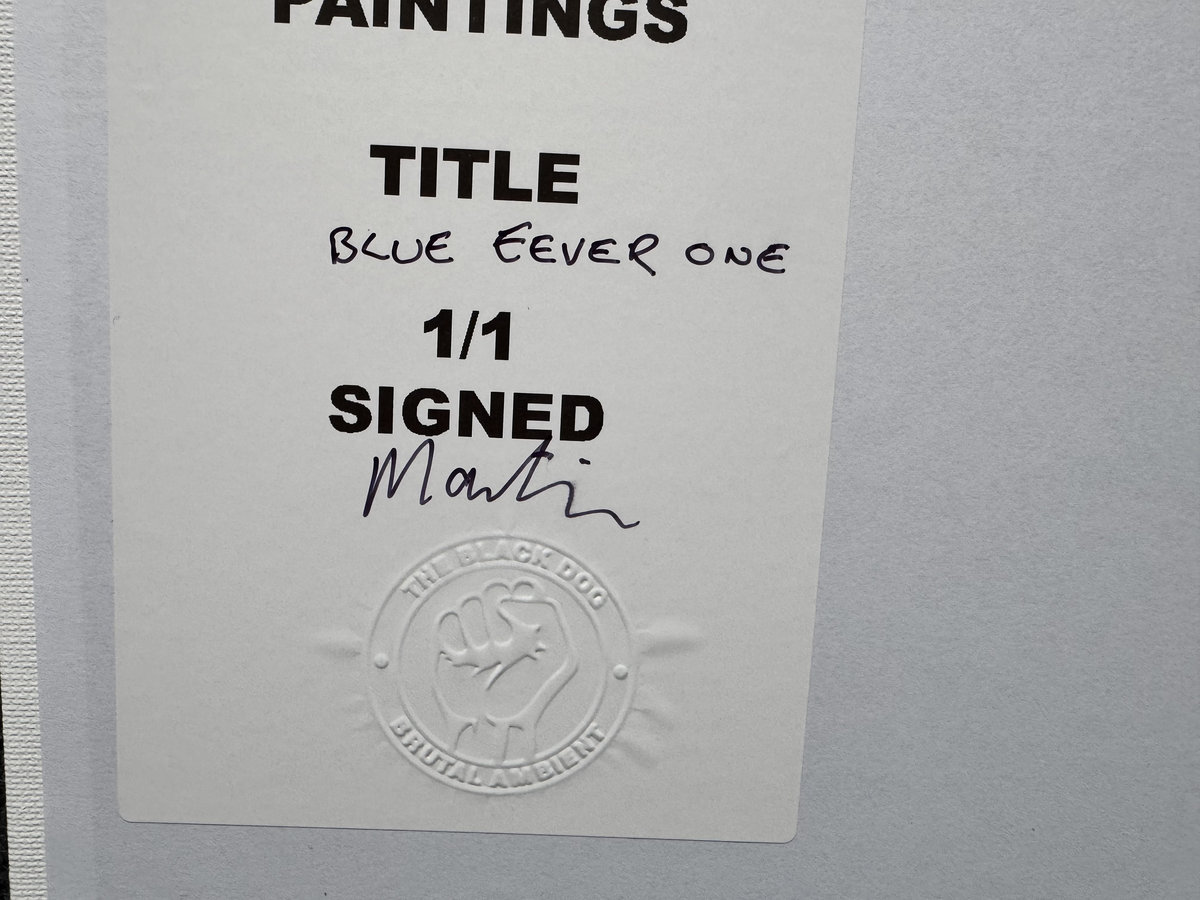 PAINTINGS
TITLE
BLUE EEVER ONE
1/1
SIGNED
Martin
THE BLACK DOG
BRUTAL AMBIENT